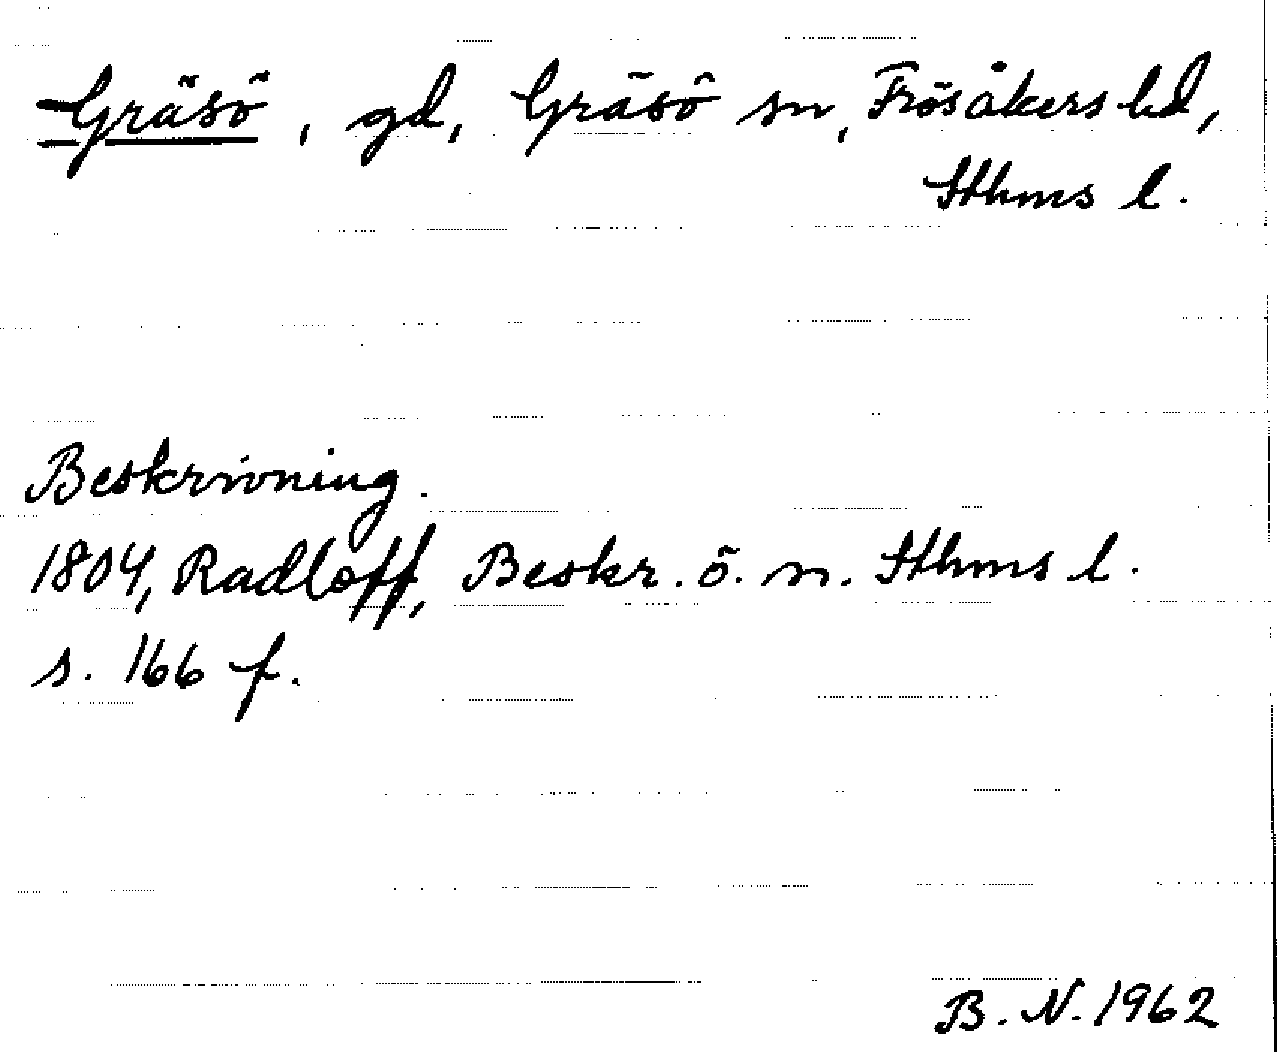 Gräsö, gd, Gräsö sn, Frösåkers hd,
Sthms l.
Beskrivning.
1804, Radloff, Beskr. ö. n. Sthms l.
s. 166 f.
B. N. 1962